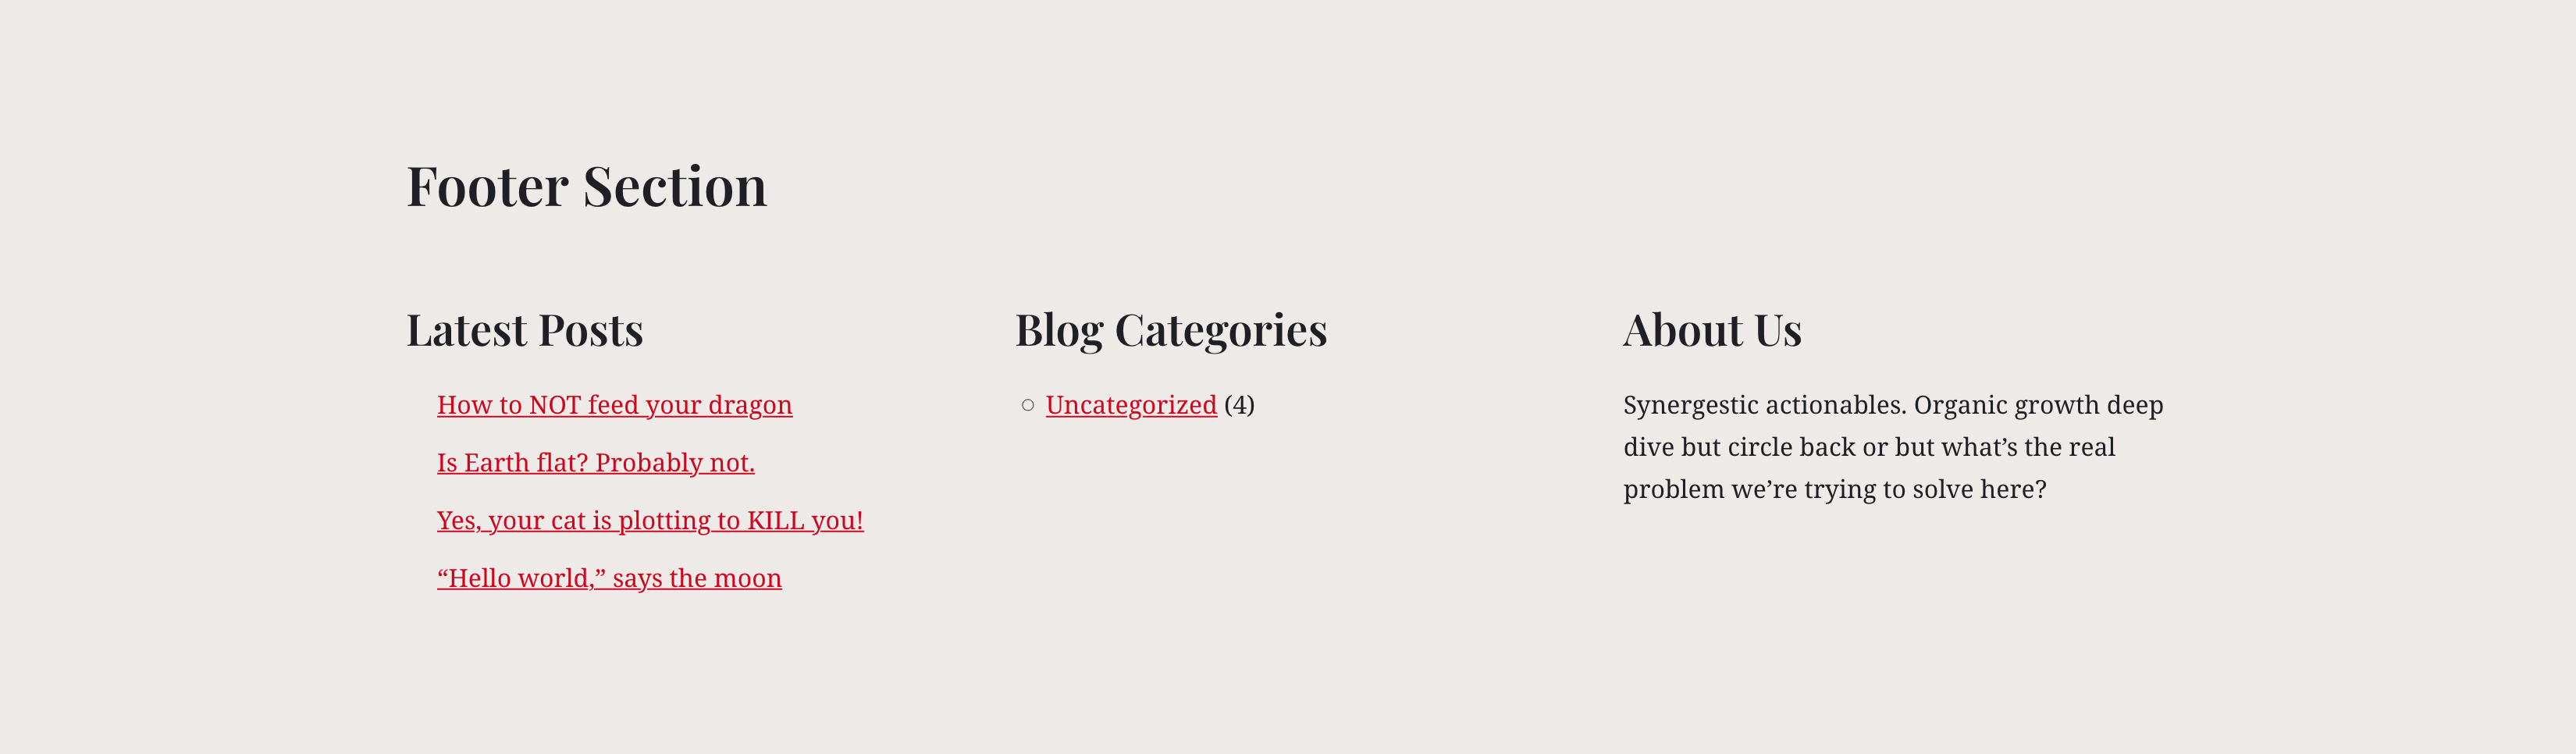 Footer Section
Latest Posts
How to NOT feed your dragon
Is Earth flat? Probably not.
Yes, your cat is plotting to KILL you!
“Hello world,” says the moon
Blog Categories
Uncategorized (4)
About Us
Synergestic actionables. Organic growth deep
dive but circle back or but what’s the real
problem we’re trying to solve here?